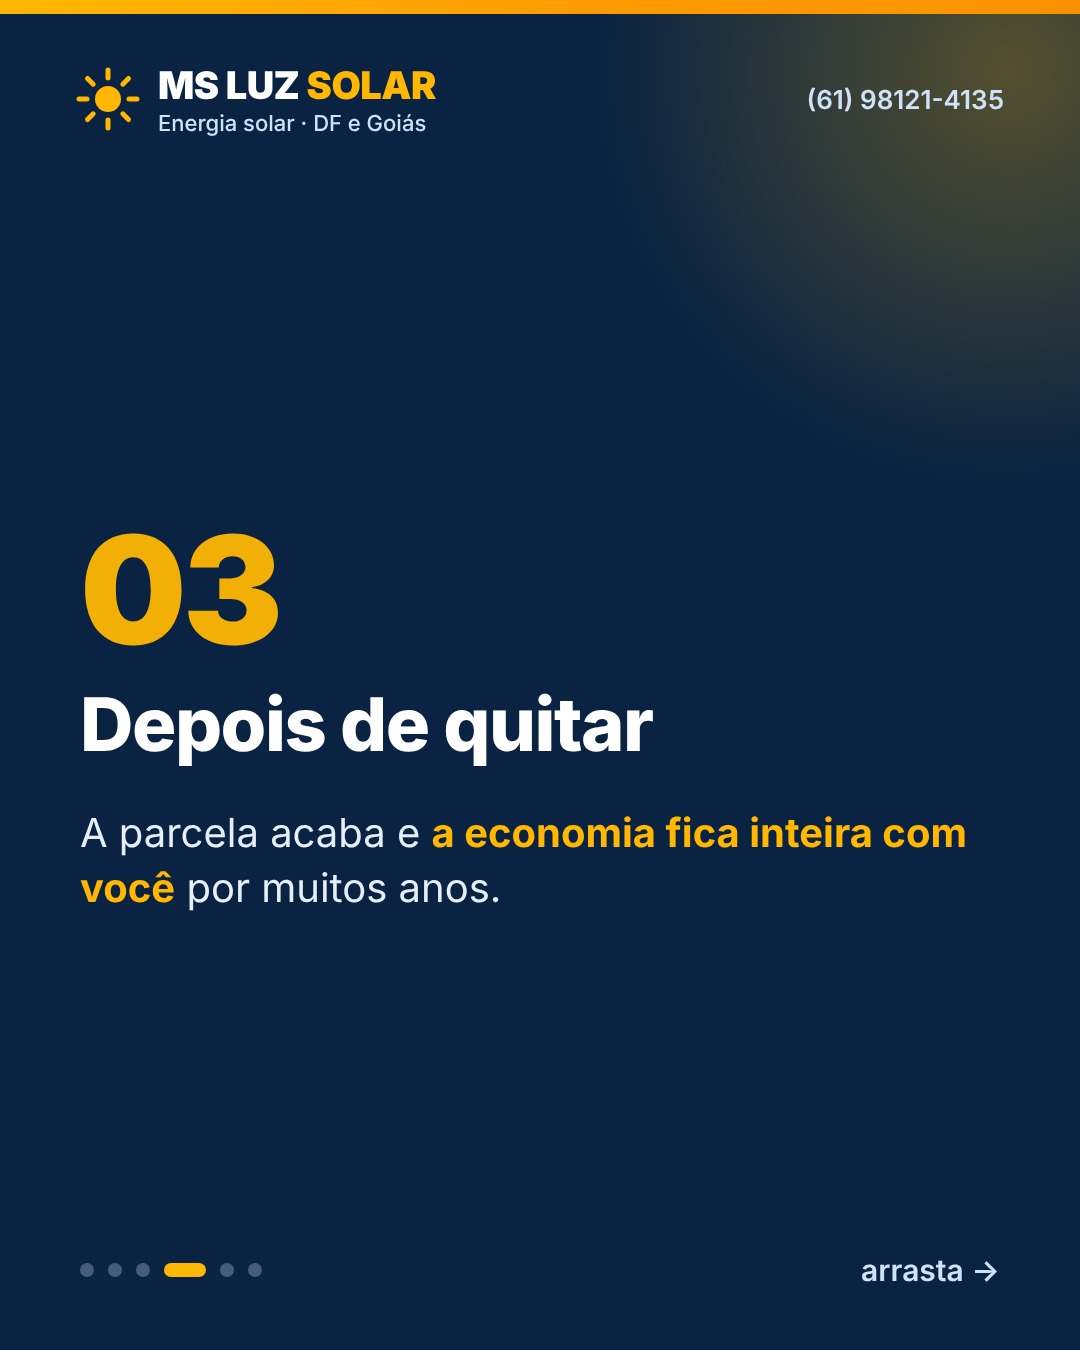 MS LUZ SOLAR
Energia solar · DF e Goiás
(61) 98121-4135
03
Depois de quitar
A parcela acaba e a economia fica inteira com
você por muitos anos.
arrasta →